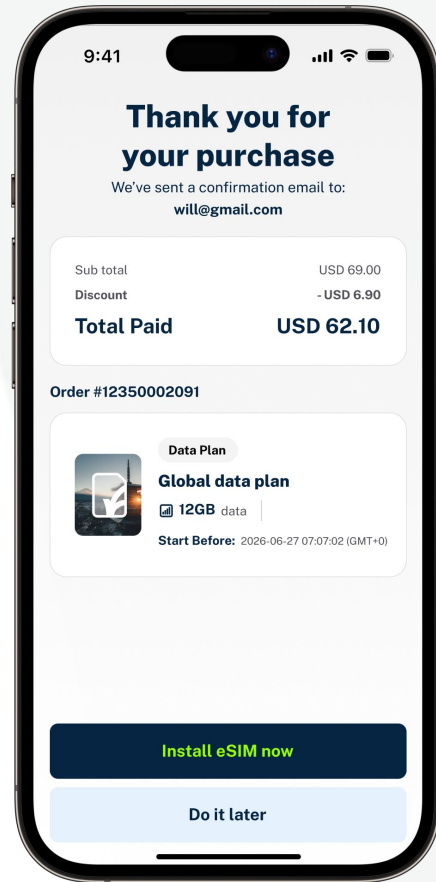 9:41
Thank you for
your purchase
We've sent a confirmation email to:
will@gmail.com
Sub total USD 69.00
Discount - USD 6.90
Total Paid USD 62.10
Order #12350002091
Data Plan
Global data plan
12GB data
Start Before: 2026-06-27 07:07:02 (GMT+0)
Install eSIM now
Do it later